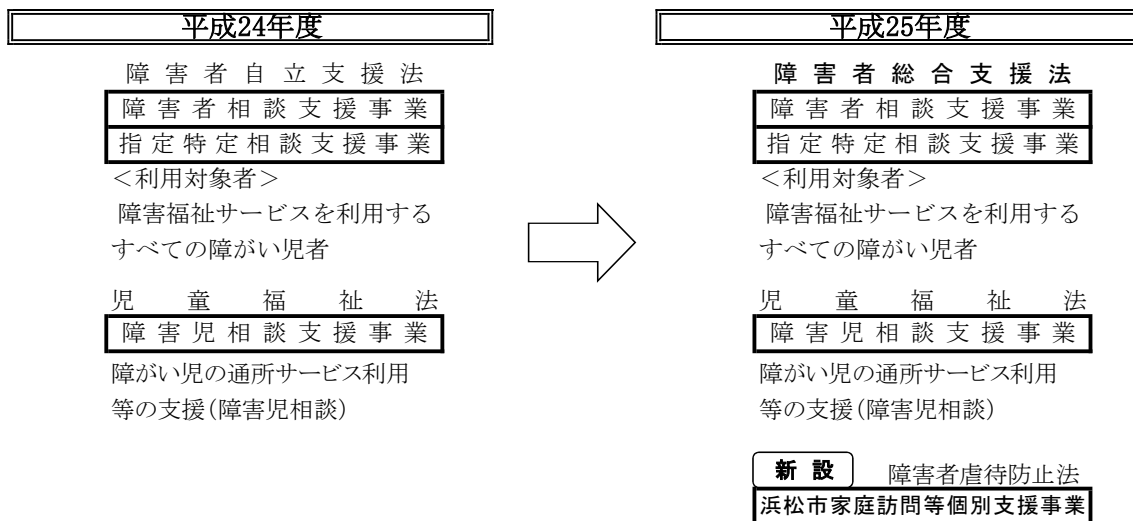 平成24年度
障害者自立支援法
障害者相談支援事業
指定特定相談支援事業
＜利用対象者＞
障害福祉サービスを利用する
すべての障がい児者
児童福祉法
障害児相談支援事業
障がい児の通所サービス利用
等の支援(障害児相談)
平成25年度
障害者総合支援法
障害者相談支援事業
指定特定相談支援事業
＜利用対象者＞
障害福祉サービスを利用する
すべての障がい児者
児童福祉法
障害児相談支援事業
障がい児の通所サービス利用
等の支援(障害児相談)
新設 障害者虐待防止法
浜松市家庭訪問等個別支援事業